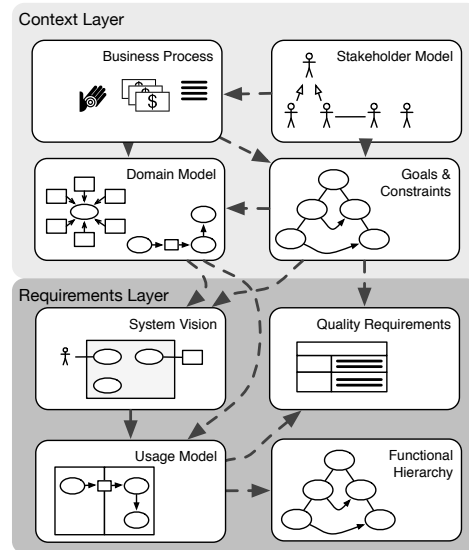 Context Layer
Business Process
Stakeholder Model
$
Domain Model
Goals &
Constraints
Requirements Layer
System Vision
Quality Requirements
Usage Model
Functional
Hierarchy